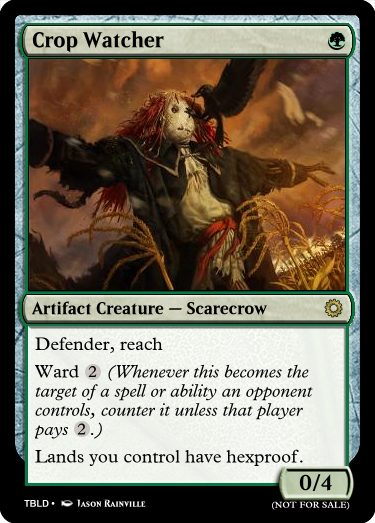 Crop Watcher
Artifact Creature — Scarecrow
Defender, reach
Ward 2 (Whenever this becomes the
target of a spell or ability an opponent
controls, counter it unless that player
pays 2.)
Lands you control have hexproof.
0/4
TBLD • Jason Rainville
(NOT FOR SALE)